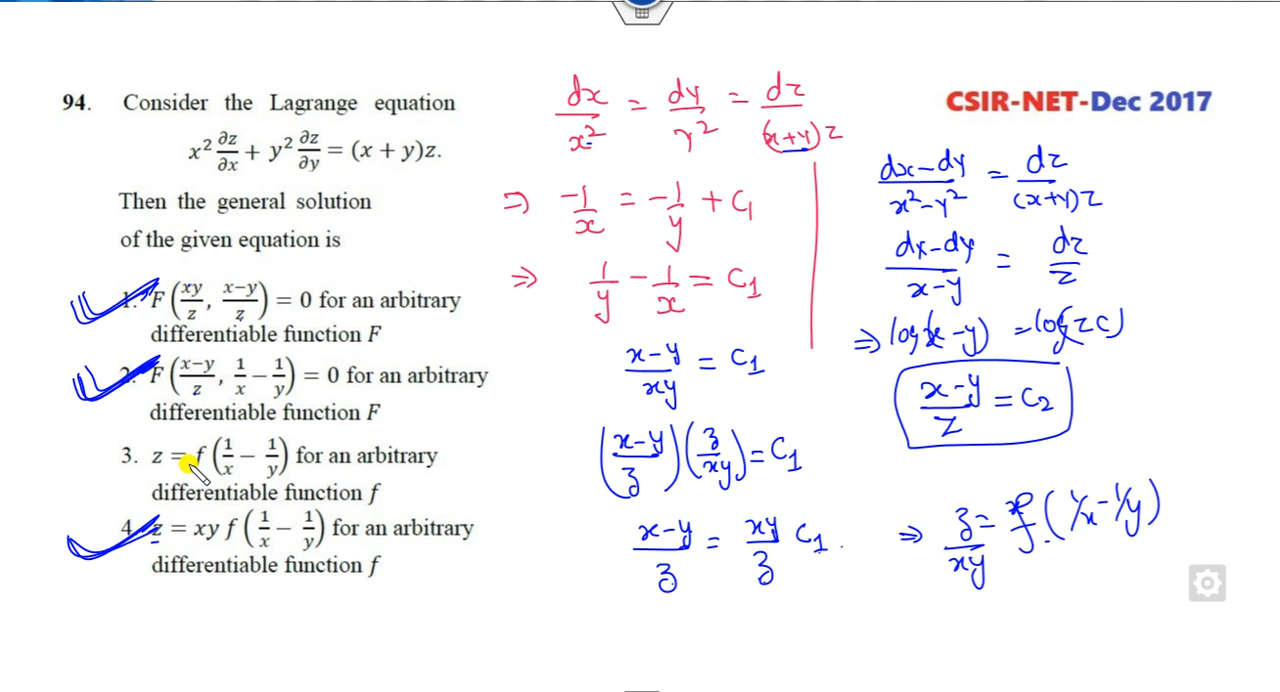 94. Consider the Lagrange equation
x² ∂z/∂x + y² ∂z/∂y = (x + y)z.
Then the general solution
of the given equation is
1. F(xy/z, x−y/z) = 0 for an arbitrary
differentiable function F
2. F(x−y/z, 1/x − 1/y) = 0 for an arbitrary
differentiable function F
3. z = f(1/x − 1/y) for an arbitrary
differentiable function f
4. z = xy f(1/x − 1/y) for an arbitrary
differentiable function f
dx/x² = dy/y² = dz/(x+y)z
⇒ -1/x = -1/y + C₁
⇒ 1/y - 1/x = C₁
x-y/xy = C₁
(x-y/z)(z/xy) = C₁
x-y/z = xy/z C₁.
CSIR-NET-Dec 2017
dx-dy/x²-y² = dz/(x+y)z
dx-dy/x-y = dz/z
⇒ log(x-y) = log(zc)
x-y/z = C₂
⇒ z/xy = f(1/x - 1/y)